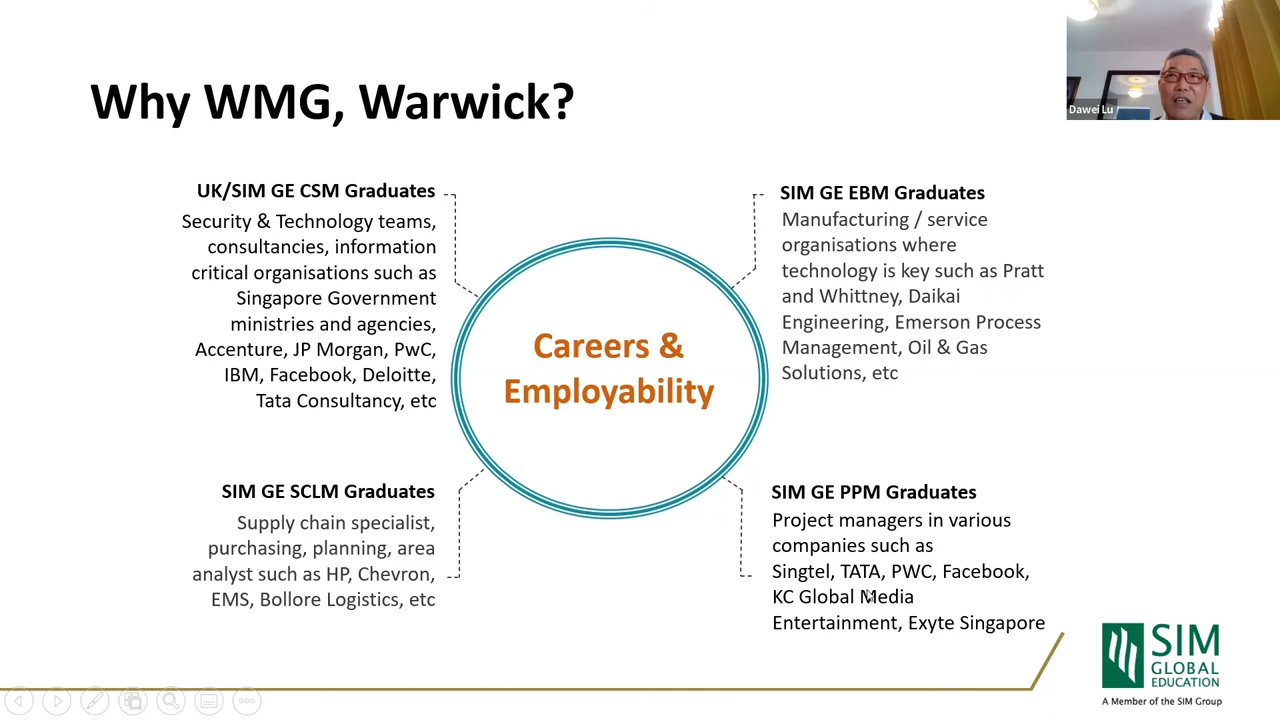 Why WMG, Warwick?
Dawei Lu
UK/SIM GE CSM Graduates
Security & Technology teams,
consultancies, information
critical organisations such as
Singapore Government
ministries and agencies,
Accenture, JP Morgan, PwC,
IBM, Facebook, Deloitte,
Tata Consultancy, etc
SIM GE EBM Graduates
Manufacturing / service
organisations where
technology is key such as Pratt
and Whittney, Daikai
Engineering, Emerson Process
Management, Oil & Gas
Solutions, etc
Careers &
Employability
SIM GE SCLM Graduates
Supply chain specialist,
purchasing, planning, area
analyst such as HP, Chevron,
EMS, Bollore Logistics, etc
SIM GE PPM Graduates
Project managers in various
companies such as
Singtel, TATA, PWC, Facebook,
KC Global Media
Entertainment, Exyte Singapore
SIM
GLOBAL
EDUCATION
A Member of the SIM Group